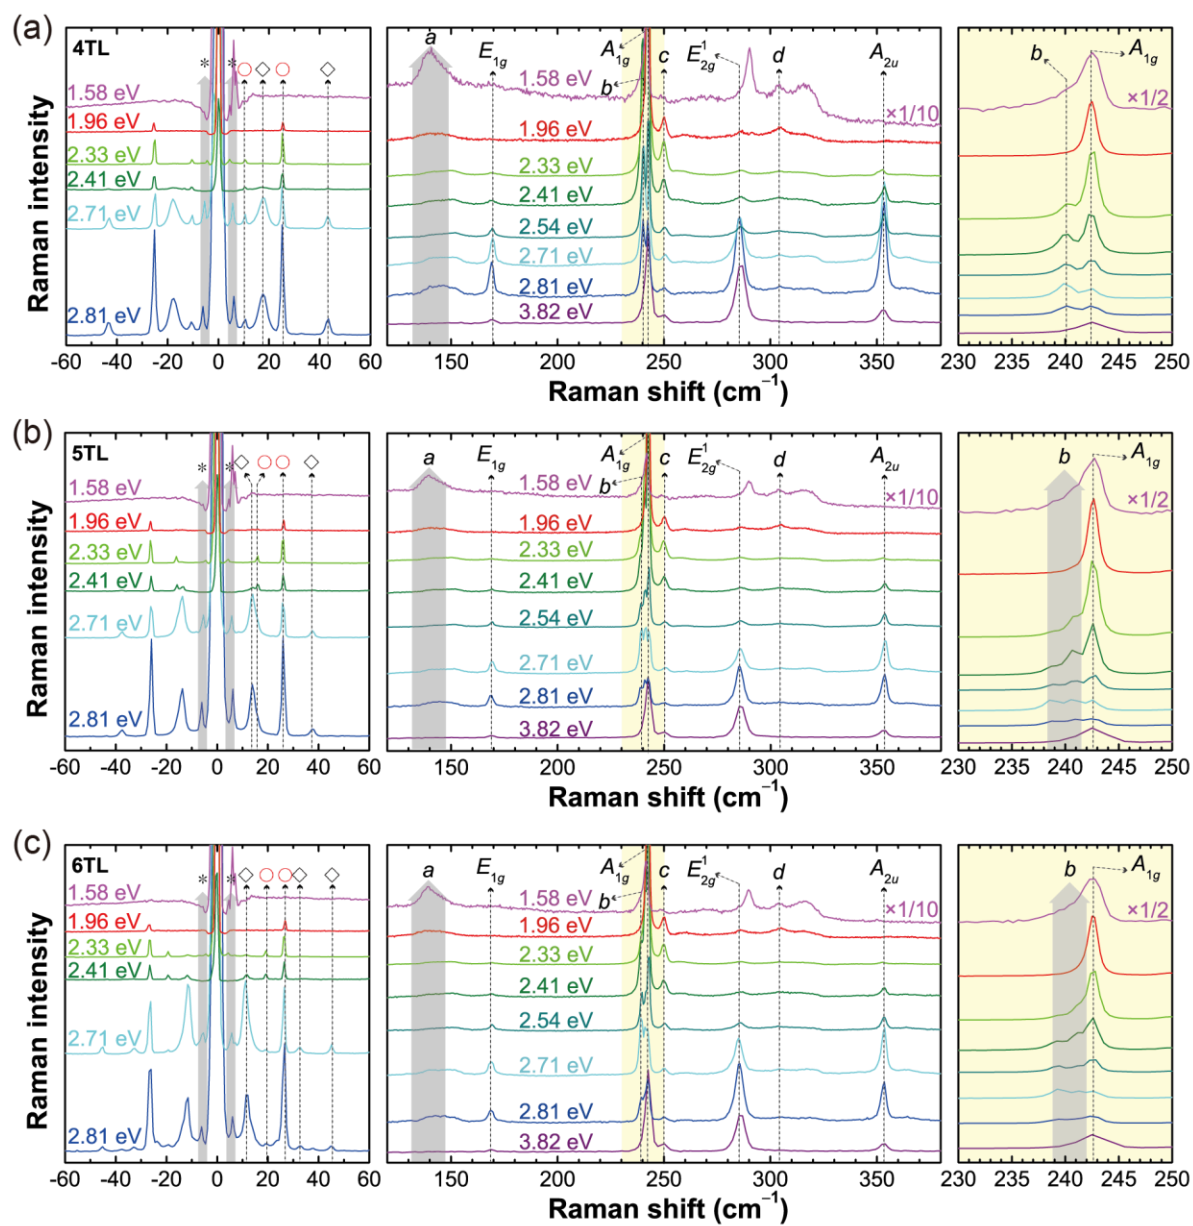 (a)
4TL
* *
1.58 eV
1.96 eV
2.33 eV
2.41 eV
2.71 eV
2.81 eV
-60 -40 -20 0 20 40 60
Raman intensity
a E1g A1g c E12g d A2u
b
1.58 eV
×1/10
1.96 eV
2.33 eV
2.41 eV
2.54 eV
2.71 eV
2.81 eV
3.82 eV
150 200 250 300 350
Raman shift (cm–1)
b A1g
×1/2
230 235 240 245 250
(b)
5TL
* *
1.58 eV
1.96 eV
2.33 eV
2.41 eV
2.71 eV
2.81 eV
-60 -40 -20 0 20 40 60
Raman intensity
a E1g A1g c E12g d A2u
b
1.58 eV
×1/10
1.96 eV
2.33 eV
2.41 eV
2.54 eV
2.71 eV
2.81 eV
3.82 eV
150 200 250 300 350
Raman shift (cm–1)
b A1g
×1/2
230 235 240 245 250
(c)
6TL
* *
1.58 eV
1.96 eV
2.33 eV
2.41 eV
2.71 eV
2.81 eV
-60 -40 -20 0 20 40 60
Raman intensity
a E1g A1g c E12g d A2u
b
1.58 eV
×1/10
1.96 eV
2.33 eV
2.41 eV
2.54 eV
2.71 eV
2.81 eV
3.82 eV
150 200 250 300 350
Raman shift (cm–1)
b A1g
×1/2
230 235 240 245 250